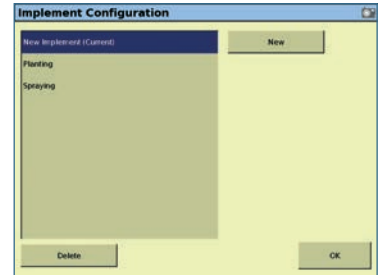 Implement Configuration
New Implement (Current)
New
Planting
Spraying
Delete
OK